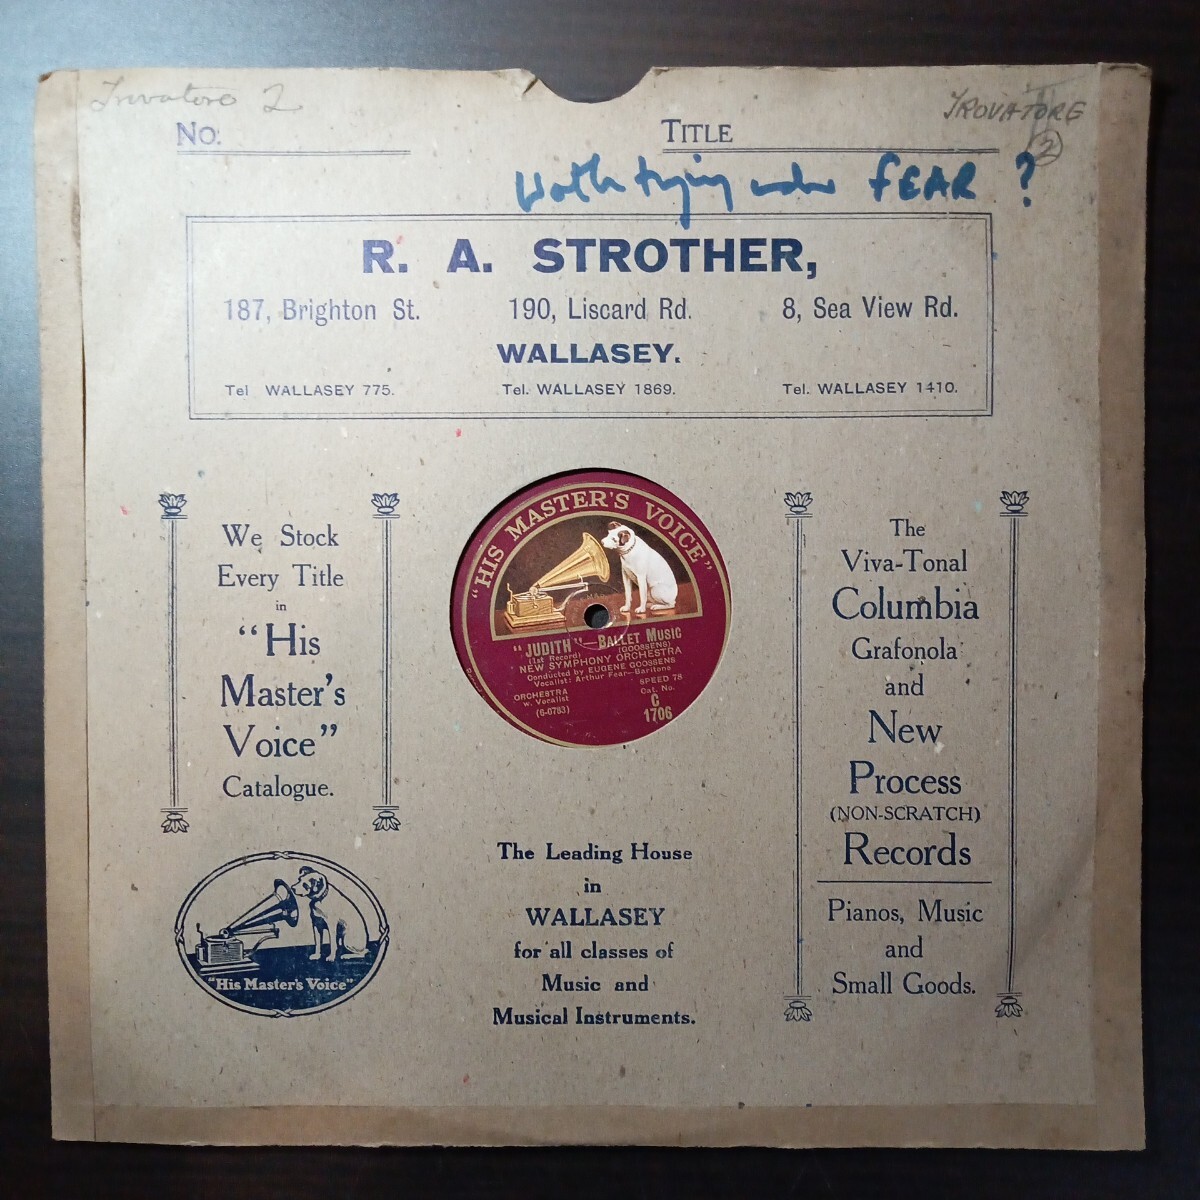 Trovatore 2
TROVATORE
2
NO.
TITLE
Worth trying under FEAR ?
R. A. STROTHER,
187, Brighton St. 190, Liscard Rd. 8, Sea View Rd.
WALLASEY.
Tel WALLASEY 775. Tel. WALLASEY 1869. Tel. WALLASEY 1410.
We Stock
Every Title
in
"His
Master's
Voice"
Catalogue.
"His Master's Voice"
"HIS MASTER'S VOICE"
"JUDITH"—BALLET MUSIC
(1st Record) (GOOSSENS)
NEW SYMPHONY ORCHESTRA
Conducted by EUGENE GOOSSENS
Vocalist: Arthur Fear—Baritone
SPEED 78
ORCHESTRA
w. Vocalist
(6-0783)
Cat. No.
C
1706
The Leading House
in
WALLASEY
for all classes of
Music and
Musical Instruments.
The
Viva-Tonal
Columbia
Grafonola
and
New
Process
(NON-SCRATCH)
Records
Pianos, Music
and
Small Goods.